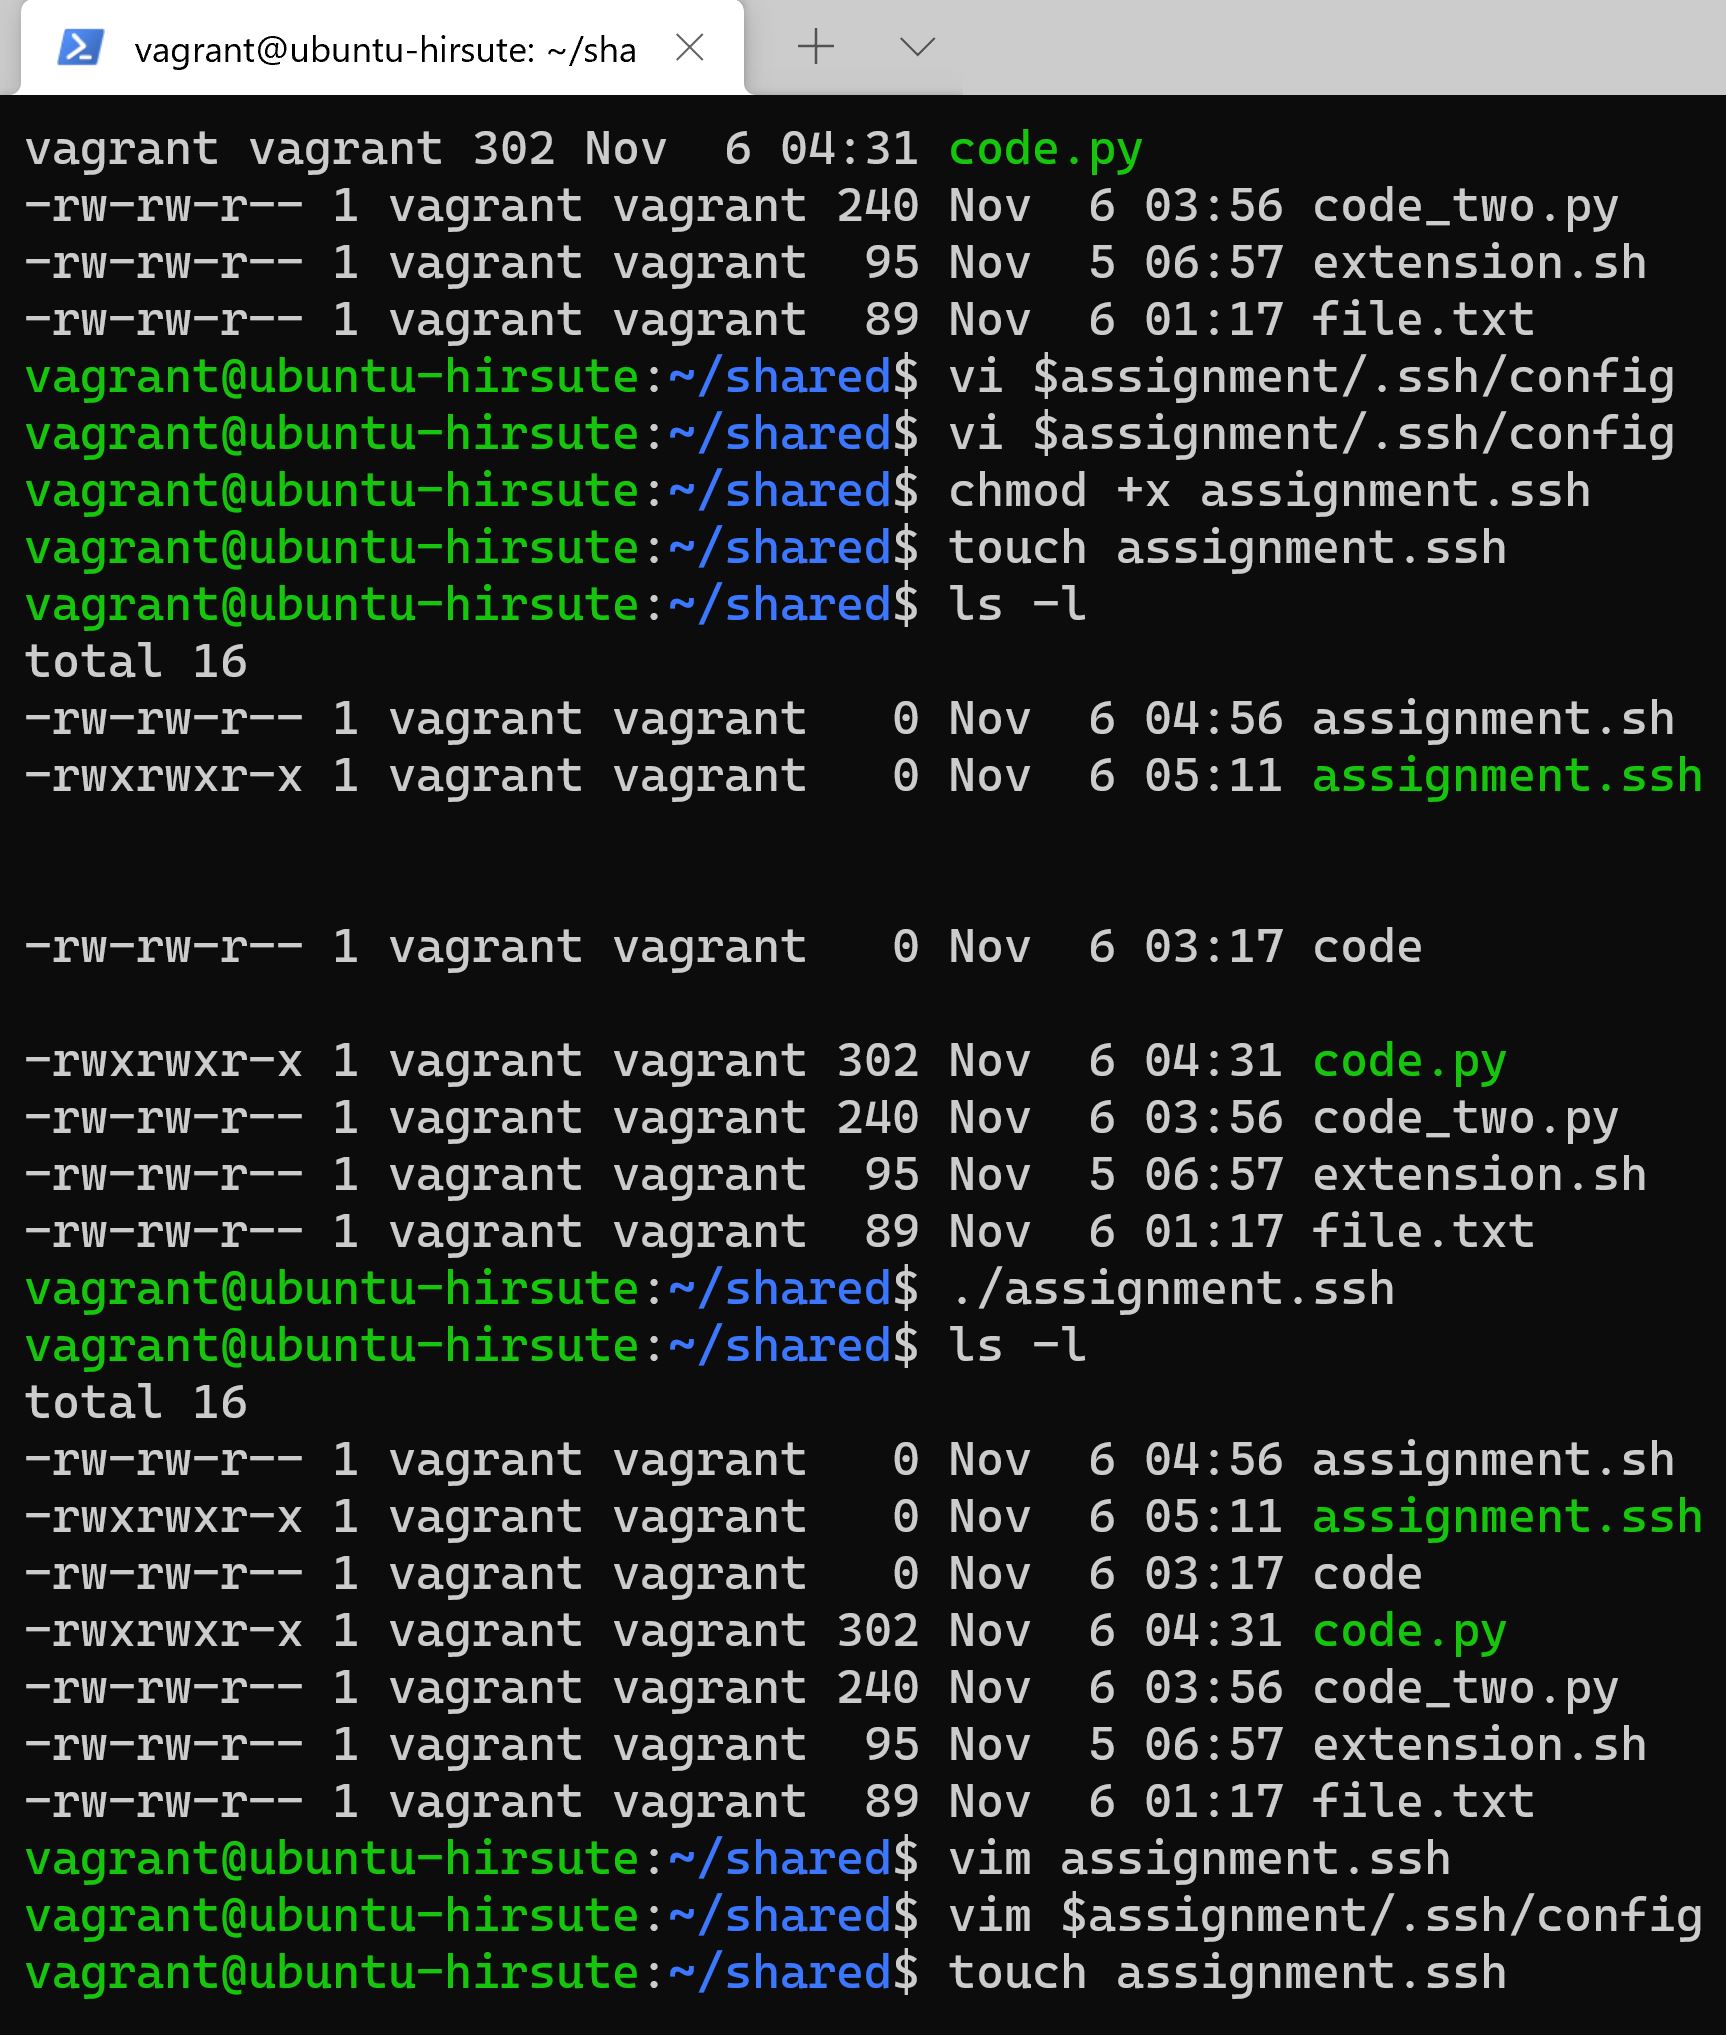 vagrant@ubuntu-hirsute: ~/sha
vagrant vagrant 302 Nov  6 04:31 code.py
-rw-rw-r-- 1 vagrant vagrant 240 Nov  6 03:56 code_two.py
-rw-rw-r-- 1 vagrant vagrant  95 Nov  5 06:57 extension.sh
-rw-rw-r-- 1 vagrant vagrant  89 Nov  6 01:17 file.txt
vagrant@ubuntu-hirsute:~/shared$ vi $assignment/.ssh/config
vagrant@ubuntu-hirsute:~/shared$ vi $assignment/.ssh/config
vagrant@ubuntu-hirsute:~/shared$ chmod +x assignment.ssh
vagrant@ubuntu-hirsute:~/shared$ touch assignment.ssh
vagrant@ubuntu-hirsute:~/shared$ ls -l
total 16
-rw-rw-r-- 1 vagrant vagrant   0 Nov  6 04:56 assignment.sh
-rwxrwxr-x 1 vagrant vagrant   0 Nov  6 05:11 assignment.ssh
-rw-rw-r-- 1 vagrant vagrant   0 Nov  6 03:17 code
-rwxrwxr-x 1 vagrant vagrant 302 Nov  6 04:31 code.py
-rw-rw-r-- 1 vagrant vagrant 240 Nov  6 03:56 code_two.py
-rw-rw-r-- 1 vagrant vagrant  95 Nov  5 06:57 extension.sh
-rw-rw-r-- 1 vagrant vagrant  89 Nov  6 01:17 file.txt
vagrant@ubuntu-hirsute:~/shared$ ./assignment.ssh
vagrant@ubuntu-hirsute:~/shared$ ls -l
total 16
-rw-rw-r-- 1 vagrant vagrant   0 Nov  6 04:56 assignment.sh
-rwxrwxr-x 1 vagrant vagrant   0 Nov  6 05:11 assignment.ssh
-rw-rw-r-- 1 vagrant vagrant   0 Nov  6 03:17 code
-rwxrwxr-x 1 vagrant vagrant 302 Nov  6 04:31 code.py
-rw-rw-r-- 1 vagrant vagrant 240 Nov  6 03:56 code_two.py
-rw-rw-r-- 1 vagrant vagrant  95 Nov  5 06:57 extension.sh
-rw-rw-r-- 1 vagrant vagrant  89 Nov  6 01:17 file.txt
vagrant@ubuntu-hirsute:~/shared$ vim assignment.ssh
vagrant@ubuntu-hirsute:~/shared$ vim $assignment/.ssh/config
vagrant@ubuntu-hirsute:~/shared$ touch assignment.ssh